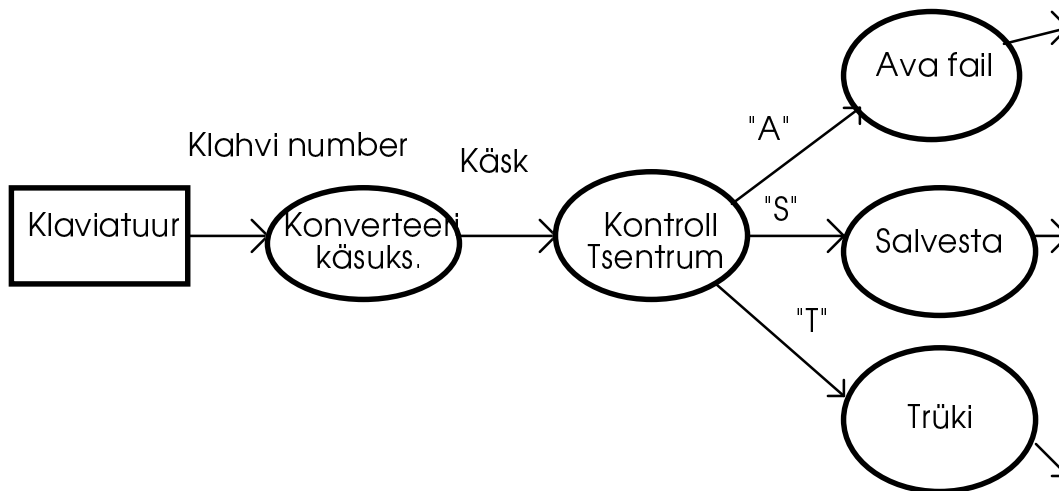 Klaviatuur
Klahvi number
Konverteeri
käsuks.
Käsk
Kontroll
Tsentrum
"A"
"S"
"T"
Ava fail
Salvesta
Trüki